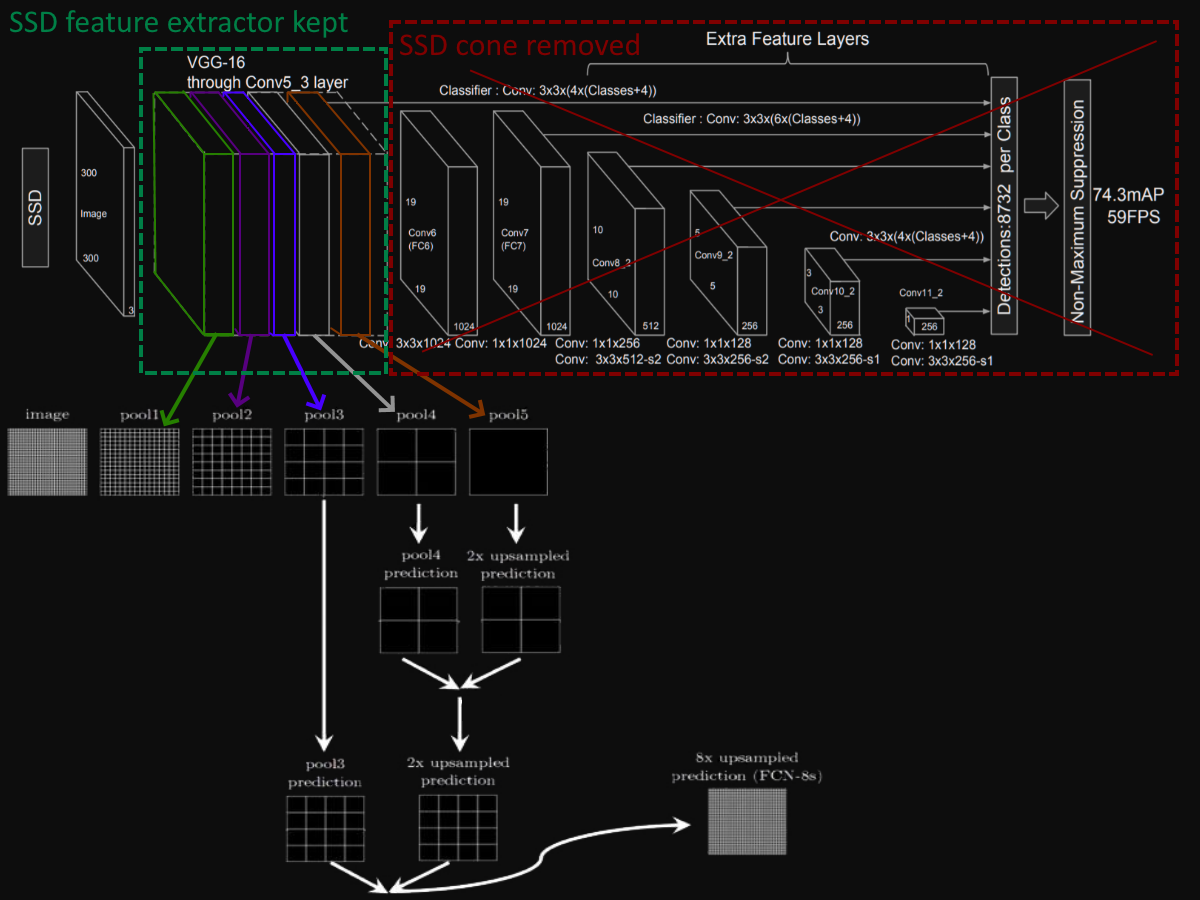 SSD feature extractor kept
SSD cone removed
Extra Feature Layers
VGG-16
through Conv5_3 layer
Classifier : Conv: 3x3x(4x(Classes+4))
Classifier : Conv: 3x3x(6x(Classes+4))
SSD
300
Image
300
3
19
Conv6
(FC6)
19
1024
19
Conv7
(FC7)
19
1024
10
Conv8_2
10
512
5
Conv9_2
5
256
Conv: 3x3x(4x(Classes+4))
3
Conv10_2
3
256
Conv11_2
1
256
Detections:8732 per Class
Non-Maximum Suppression
74.3mAP
59FPS
Conv: 3x3x1024
Conv: 1x1x1024
Conv: 1x1x256
Conv: 3x3x512-s2
Conv: 1x1x128
Conv: 3x3x256-s2
Conv: 1x1x128
Conv: 3x3x256-s1
Conv: 1x1x128
Conv: 3x3x256-s1
image
pool1
pool2
pool3
pool4
pool5
pool4
prediction
2x upsampled
prediction
pool3
prediction
2x upsampled
prediction
8x upsampled
prediction (FCN-8s)